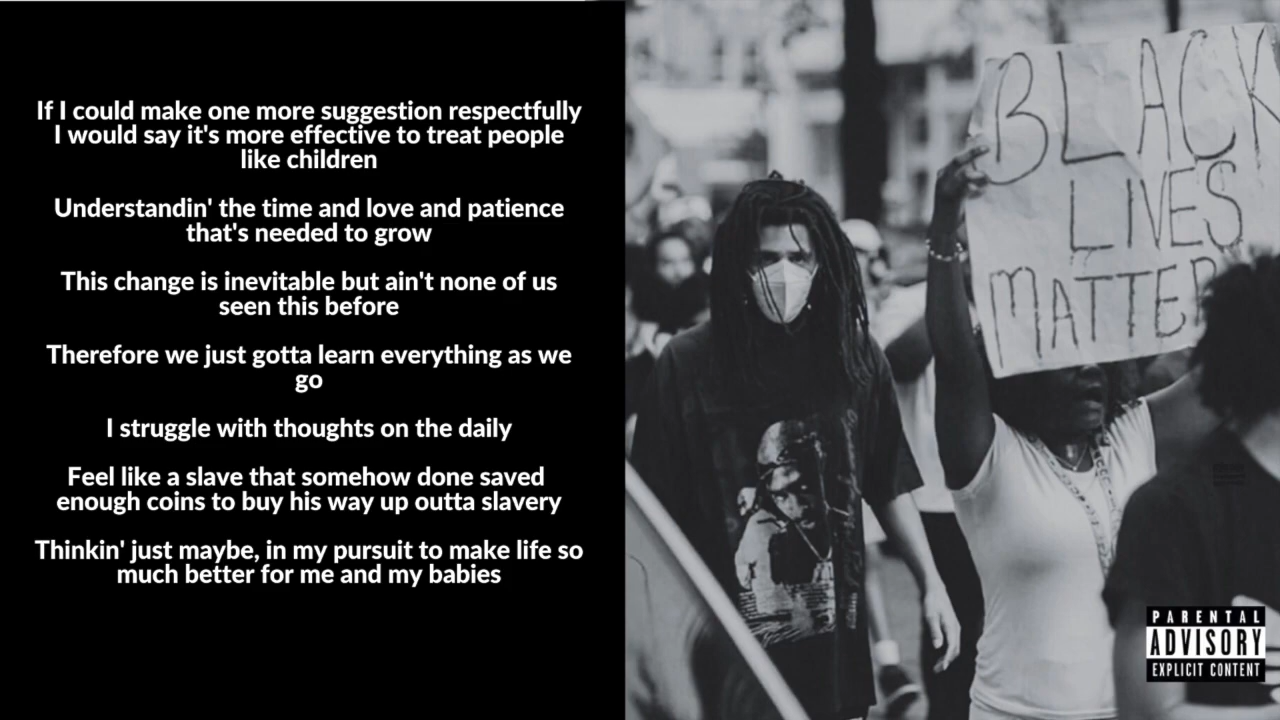 If I could make one more suggestion respectfully
I would say it's more effective to treat people
like children
Understandin' the time and love and patience
that's needed to grow
This change is inevitable but ain't none of us
seen this before
Therefore we just gotta learn everything as we
go
I struggle with thoughts on the daily
Feel like a slave that somehow done saved
enough coins to buy his way up outta slavery
Thinkin' just maybe, in my pursuit to make life so
much better for me and my babies
BLACK
LIVES
MATTER
PARENTAL
ADVISORY
EXPLICIT CONTENT